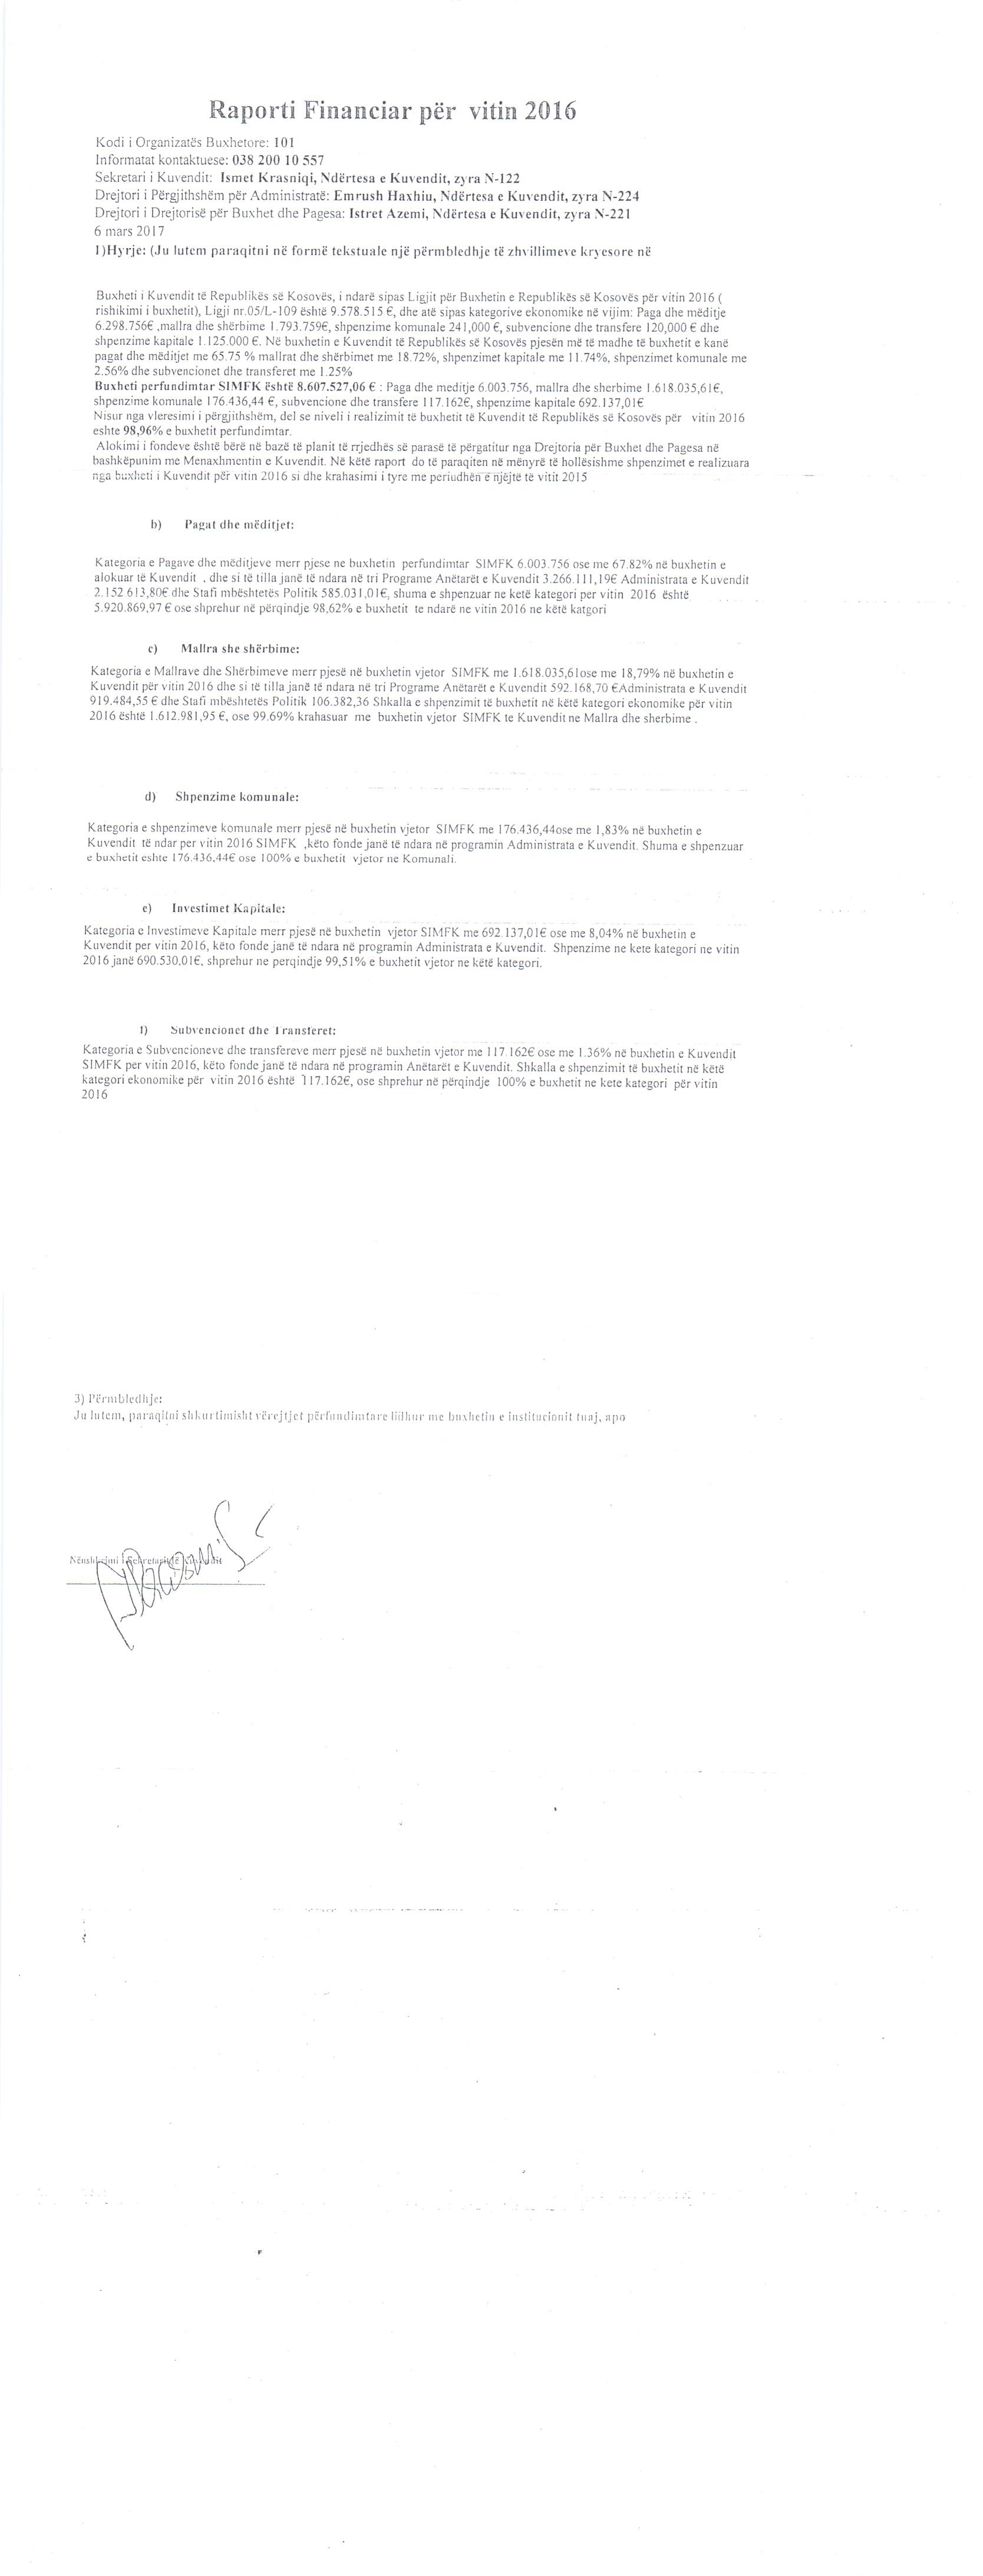 Raporti Financiar për vitin 2016
Kodi i Organizatës Buxhetore: 101
Informatat kontaktuese: 038 200 10 557
Sekretari i Kuvendit: Ismet Krasniqi, Ndërtesa e Kuvendit, zyra N-122
Drejtori i Përgjithshëm për Administratë: Emrush Haxhiu, Ndërtesa e Kuvendit, zyra N-224
Drejtori i Drejtorisë për Buxhet dhe Pagesa: Istret Azemi, Ndërtesa e Kuvendit, zyra N-221
6 mars 2017
1)Hyrje: (Ju lutem paraqitni në formë tekstuale një përmbledhje të zhvillimeve kryesore në
Buxheti i Kuvendit të Republikës së Kosovës, i ndarë sipas Ligjit për Buxhetin e Republikës së Kosovës për vitin 2016 (
rishikimi i buxhetit), Ligji nr.05/L-109 është 9.578.515 €, dhe atë sipas kategorive ekonomike në vijim: Paga dhe mëditje
6.298.756€ ,mallra dhe shërbime 1.793.759€, shpenzime komunale 241,000 €, subvencione dhe transfere 120,000 € dhe
shpenzime kapitale 1.125.000 €. Në buxhetin e Kuvendit të Republikës së Kosovës pjesën më të madhe të buxhetit e kanë
pagat dhe mëditjet me 65.75 % mallrat dhe shërbimet me 18.72%, shpenzimet kapitale me 11.74%, shpenzimet komunale me
2.56% dhe subvencionet dhe transferet me 1.25%
Buxheti perfundimtar SIMFK është 8.607.527,06 € : Paga dhe meditje 6.003.756, mallra dhe sherbime 1.618.035,61€,
shpenzime komunale 176.436,44 €, subvencione dhe transfere 117.162€, shpenzime kapitale 692.137,01€
Nisur nga vleresimi i përgjithshëm, del se niveli i realizimit të buxhetit të Kuvendit të Republikës së Kosovës për vitin 2016
eshte 98,96% e buxhetit perfundimtar.
Alokimi i fondeve është bërë në bazë të planit të rrjedhës së parasë të përgatitur nga Drejtoria për Buxhet dhe Pagesa në
bashkëpunim me Menaxhmentin e Kuvendit. Në këtë raport do të paraqiten në mënyrë të hollësishme shpenzimet e realizuara
nga buxheti i Kuvendit për vitin 2016 si dhe krahasimi i tyre me periudhën e njëjtë të vitit 2015
b) Pagat dhe mëditjet:
Kategoria e Pagave dhe mëditjeve merr pjese ne buxhetin perfundimtar SIMFK 6.003.756 ose me 67.82% në buxhetin e
alokuar të Kuvendit , dhe si të tilla janë të ndara në tri Programe Anëtarët e Kuvendit 3.266.111,19€ Administrata e Kuvendit
2.152 613,80€ dhe Stafi mbështetës Politik 585.031,01€, shuma e shpenzuar ne ketë kategori per vitin 2016 është
5.920.869,97 € ose shprehur në përqindje 98,62% e buxhetit te ndarë ne vitin 2016 ne këtë katgori
c) Mallra she shërbime:
Kategoria e Mallrave dhe Shërbimeve merr pjesë në buxhetin vjetor SIMFK me 1.618.035,61ose me 18,79% në buxhetin e
Kuvendit për vitin 2016 dhe si të tilla janë të ndara në tri Programe Anëtarët e Kuvendit 592.168,70 €Administrata e Kuvendit
919.484,55 € dhe Stafi mbështetës Politik 106.382,36 Shkalla e shpenzimit të buxhetit në këtë kategori ekonomike për vitin
2016 është 1.612.981,95 €, ose 99.69% krahasuar me buxhetin vjetor SIMFK te Kuvendit ne Mallra dhe sherbime .
d) Shpenzime komunale:
Kategoria e shpenzimeve komunale merr pjesë në buxhetin vjetor SIMFK me 176.436,44ose me 1,83% në buxhetin e
Kuvendit të ndar per vitin 2016 SIMFK ,këto fonde janë të ndara në programin Administrata e Kuvendit. Shuma e shpenzuar
e buxhetit eshte 176.436,44€ ose 100% e buxhetit vjetor ne Komunali.
e) Investimet Kapitale:
Kategoria e Investimeve Kapitale merr pjesë në buxhetin vjetor SIMFK me 692.137,01€ ose me 8,04% në buxhetin e
Kuvendit per vitin 2016, këto fonde janë të ndara në programin Administrata e Kuvendit. Shpenzime ne kete kategori ne vitin
2016 janë 690.530,01€, shprehur ne perqindje 99,51% e buxhetit vjetor ne këtë kategori.
f) Subvencionet dhe Transferet:
Kategoria e Subvencioneve dhe transfereve merr pjesë në buxhetin vjetor me 117.162€ ose me 1.36% në buxhetin e Kuvendit
SIMFK per vitin 2016, këto fonde janë të ndara në programin Anëtarët e Kuvendit. Shkalla e shpenzimit të buxhetit në këtë
kategori ekonomike për vitin 2016 është 117.162€, ose shprehur në përqindje 100% e buxhetit ne kete kategori për vitin
2016
3) Përmbledhje:
Ju lutem, paraqitni shkurtimisht vërejtjet përfundimtare lidhur me buxhetin e institucionit tuaj, apo
Nënshkrimi i Sekretarit të Kuvendit